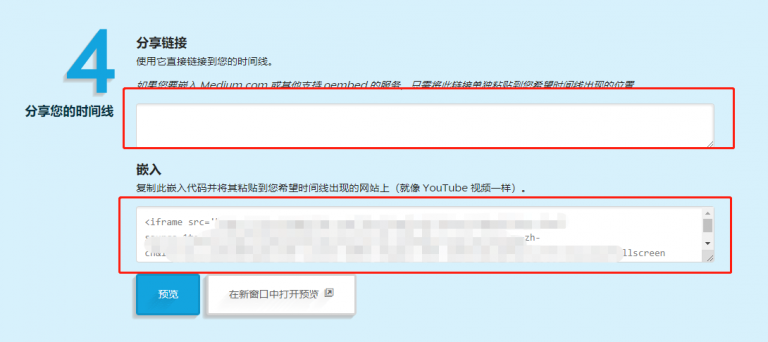 4
分享您的时间线
分享链接
使用它直接链接到您的时间线。
如果您要嵌入 Medium.com 或其他支持 oembed 的服务，只需将此链接单独粘贴到您希望时间线出现的位置
嵌入
复制此嵌入代码并将其粘贴到您希望时间线出现的网站上（就像 YouTube 视频一样）。
<iframe src='
zh-
llscreen
预览
在新窗口中打开预览